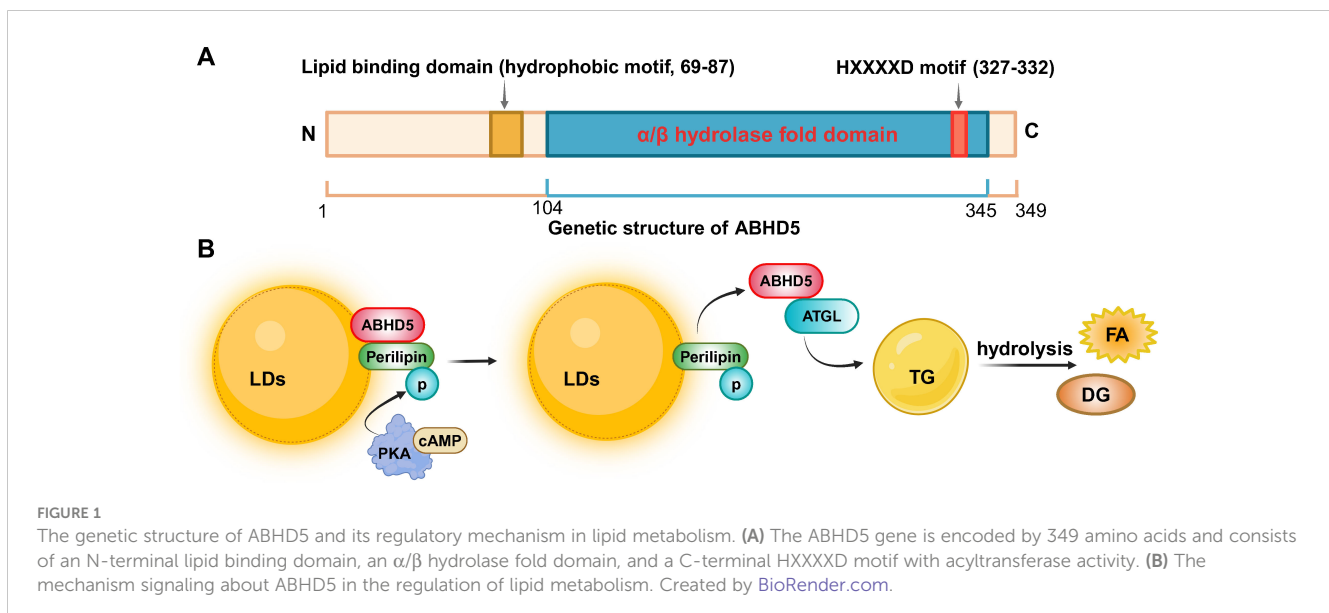 A
Lipid binding domain (hydrophobic motif, 69-87)
HXXXXD motif (327-332)
N
α/β hydrolase fold domain
C
1
104
345
349
Genetic structure of ABHD5
B
ABHD5
Perilipin
p
LDs
PKA
cAMP
LDs
Perilipin
p
ABHD5
ATGL
TG
hydrolysis
FA
DG
FIGURE 1
The genetic structure of ABHD5 and its regulatory mechanism in lipid metabolism. (A) The ABHD5 gene is encoded by 349 amino acids and consists
of an N-terminal lipid binding domain, an α/β hydrolase fold domain, and a C-terminal HXXXXD motif with acyltransferase activity. (B) The
mechanism signaling about ABHD5 in the regulation of lipid metabolism. Created by BioRender.com.